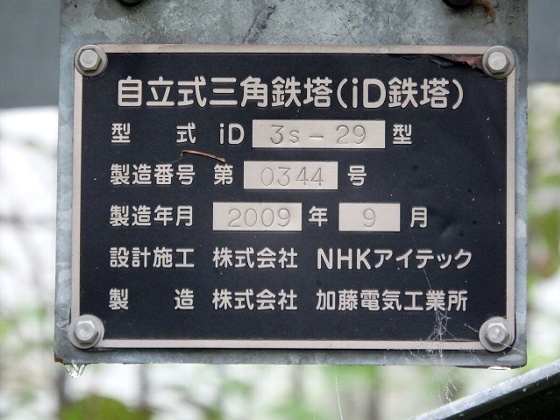 自立式三角鉄塔(iD鉄塔)
型 式 iD 3s-29 型
製造番号 第 0344 号
製造年月 2009 年 9 月
設計施工 株式会社 NHKアイテック
製 造 株式会社 加藤電気工業所